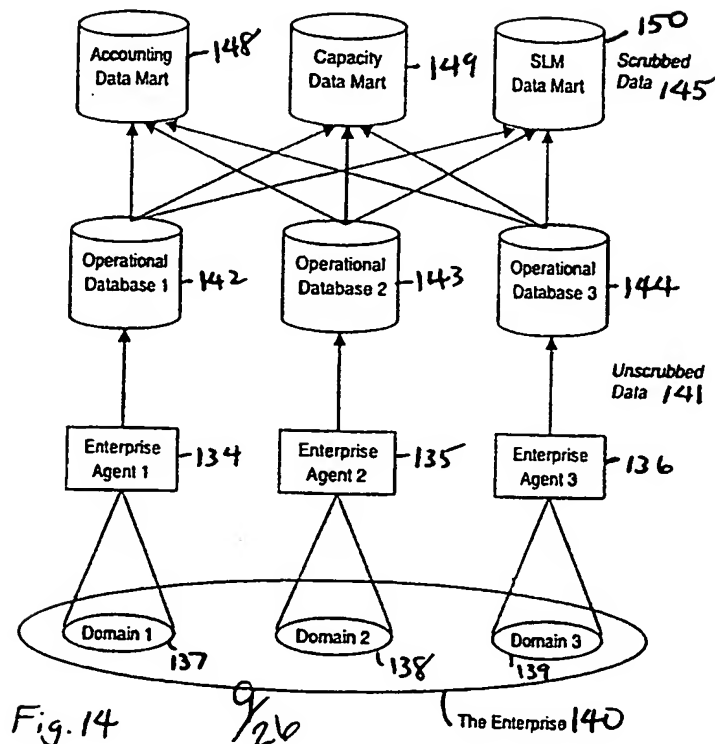 Accounting
Data Mart
148
Capacity
Data Mart
149
SLM
Data Mart
150
Scrubbed
Data 145
Operational
Database 1
142
Operational
Database 2
143
Operational
Database 3
144
Unscrubbed
Data 141
Enterprise
Agent 1
134
Enterprise
Agent 2
135
Enterprise
Agent 3
136
Domain 1
137
Domain 2
138
Domain 3
139
Fig. 14
9/26
The Enterprise 140